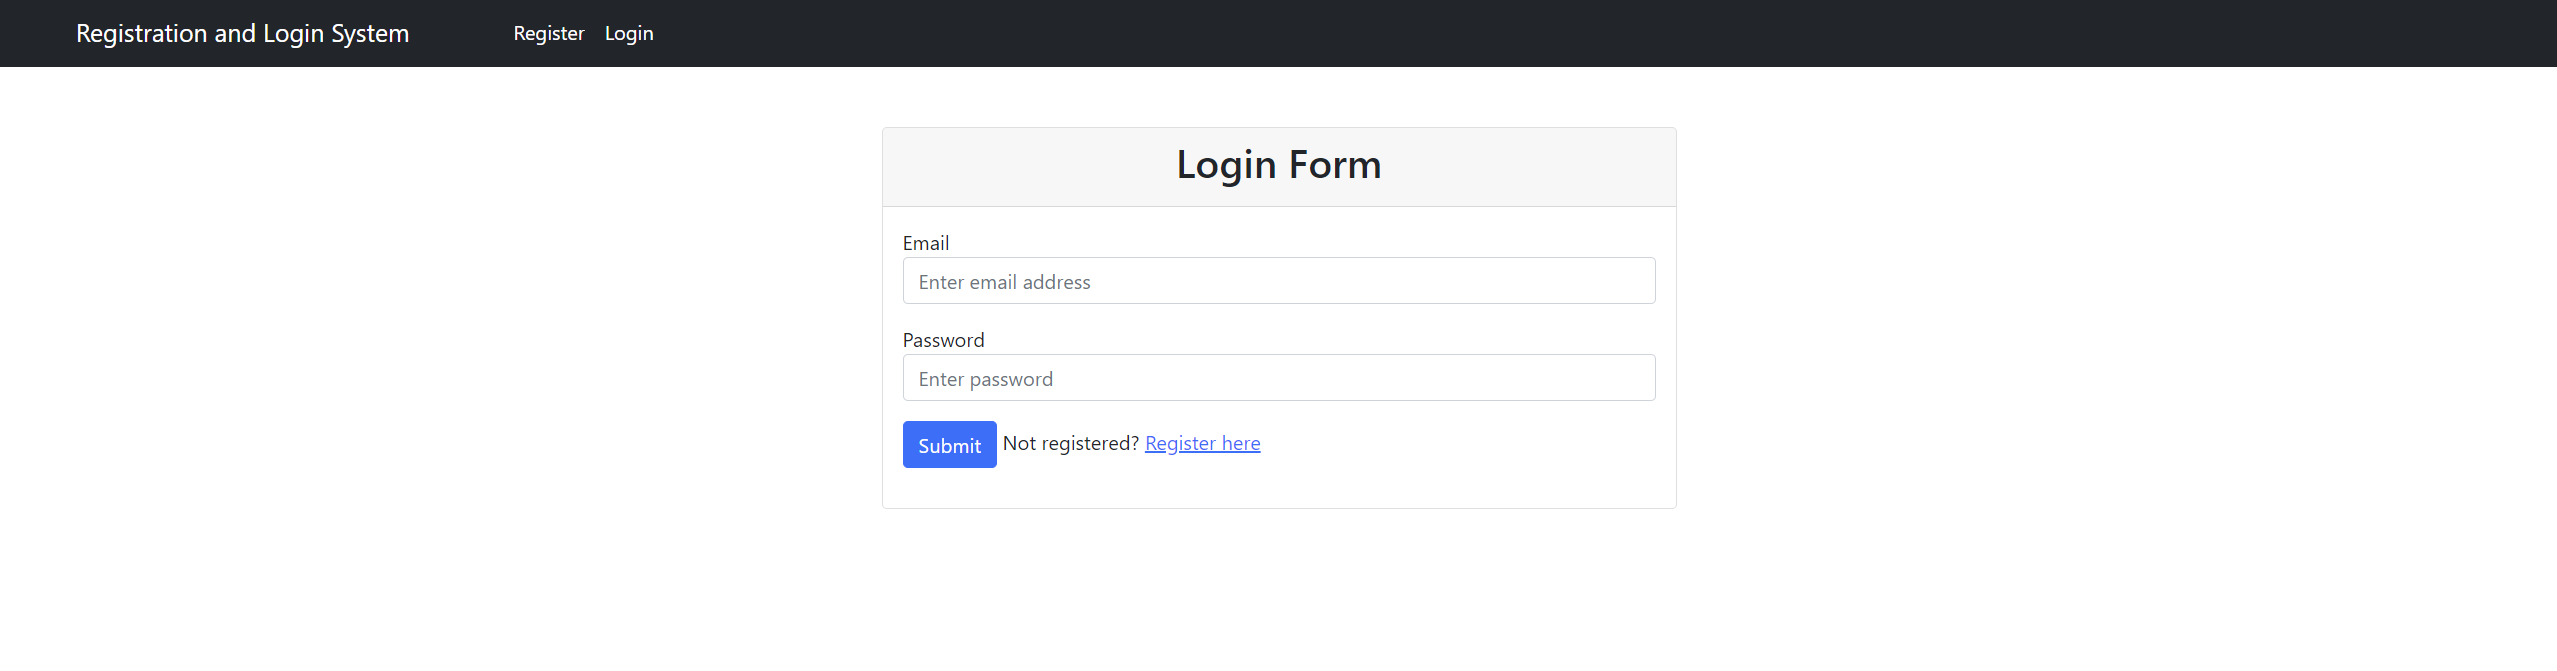 Registration and Login System Register Login
Login Form
Email
Enter email address
Password
Enter password
Submit Not registered? Register here